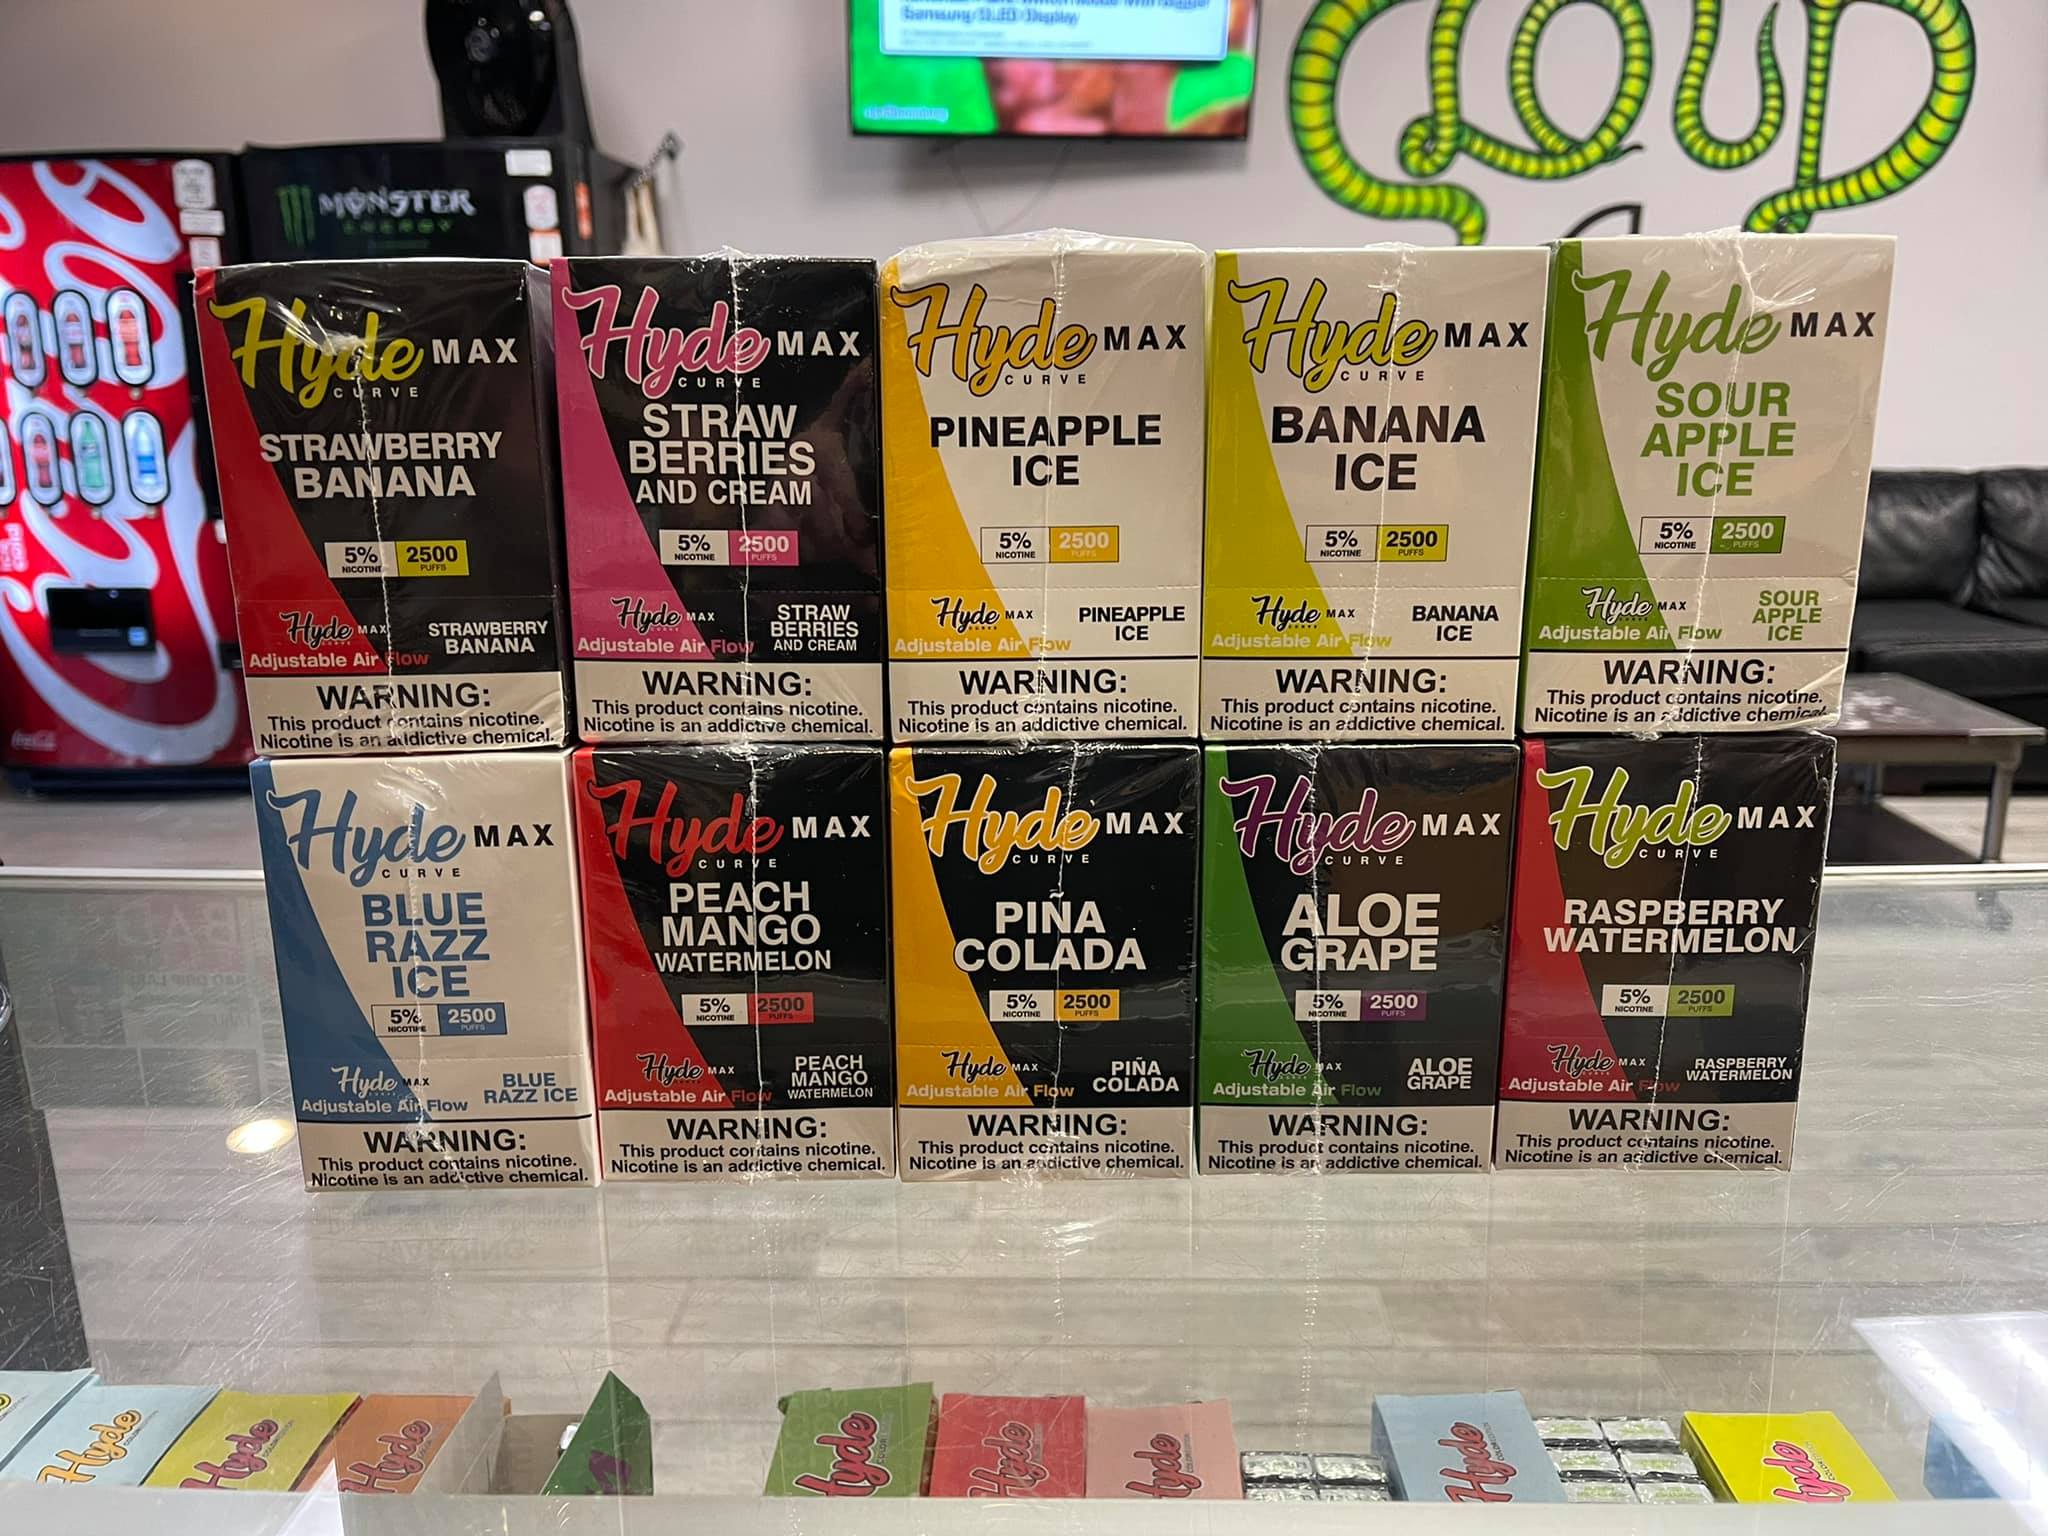 Samsung OLED Display
MONSTER
ENERGY
CLOUD
Hyde MAX
CURVE
STRAWBERRY
BANANA
5% 2500
NICOTINE PUFFS
Hyde MAX
STRAWBERRY
BANANA
Adjustable Air Flow
WARNING:
This product contains nicotine.
Nicotine is an addictive chemical.
Hyde MAX
CURVE
STRAW
BERRIES
AND CREAM
5% 2500
NICOTINE PUFFS
Hyde MAX
STRAW
BERRIES
AND CREAM
Adjustable Air Flow
WARNING:
This product contains nicotine.
Nicotine is an addictive chemical.
Hyde MAX
CURVE
PINEAPPLE
ICE
5% 2500
NICOTINE PUFFS
Hyde MAX
PINEAPPLE
ICE
Adjustable Air Flow
WARNING:
This product contains nicotine.
Nicotine is an addictive chemical.
Hyde MAX
CURVE
BANANA
ICE
5% 2500
NICOTINE PUFFS
Hyde MAX
BANANA
ICE
Adjustable Air Flow
WARNING:
This product contains nicotine.
Nicotine is an addictive chemical.
Hyde MAX
SOUR
APPLE
ICE
5% 2500
NICOTINE PUFFS
Hyde MAX
SOUR
APPLE
ICE
Adjustable Air Flow
WARNING:
This product contains nicotine.
Nicotine is an addictive chemical.
Hyde MAX
CURVE
BLUE
RAZZ
ICE
5% 2500
NICOTINE PUFFS
Hyde MAX
BLUE
RAZZ ICE
Adjustable Air Flow
WARNING:
This product contains nicotine.
Nicotine is an addictive chemical.
Hyde MAX
CURVE
PEACH
MANGO
WATERMELON
5% 2500
NICOTINE PUFFS
Hyde MAX
PEACH
MANGO
WATERMELON
Adjustable Air Flow
WARNING:
This product contains nicotine.
Nicotine is an addictive chemical.
Hyde MAX
CURVE
PIÑA
COLADA
5% 2500
NICOTINE PUFFS
Hyde MAX
PIÑA
COLADA
Adjustable Air Flow
WARNING:
This product contains nicotine.
Nicotine is an addictive chemical.
Hyde MAX
CURVE
ALOE
GRAPE
5% 2500
NICOTINE PUFFS
Hyde MAX
ALOE
GRAPE
Adjustable Air Flow
WARNING:
This product contains nicotine.
Nicotine is an addictive chemical.
Hyde MAX
CURVE
RASPBERRY
WATERMELON
5% 2500
NICOTINE PUFFS
Hyde MAX
RASPBERRY
WATERMELON
Adjustable Air Flow
WARNING:
This product contains nicotine.
Nicotine is an addictive chemical.
Hyde
Hyde
Hyde
Hyde
Hyde
Hyde
Hyde
Hyde